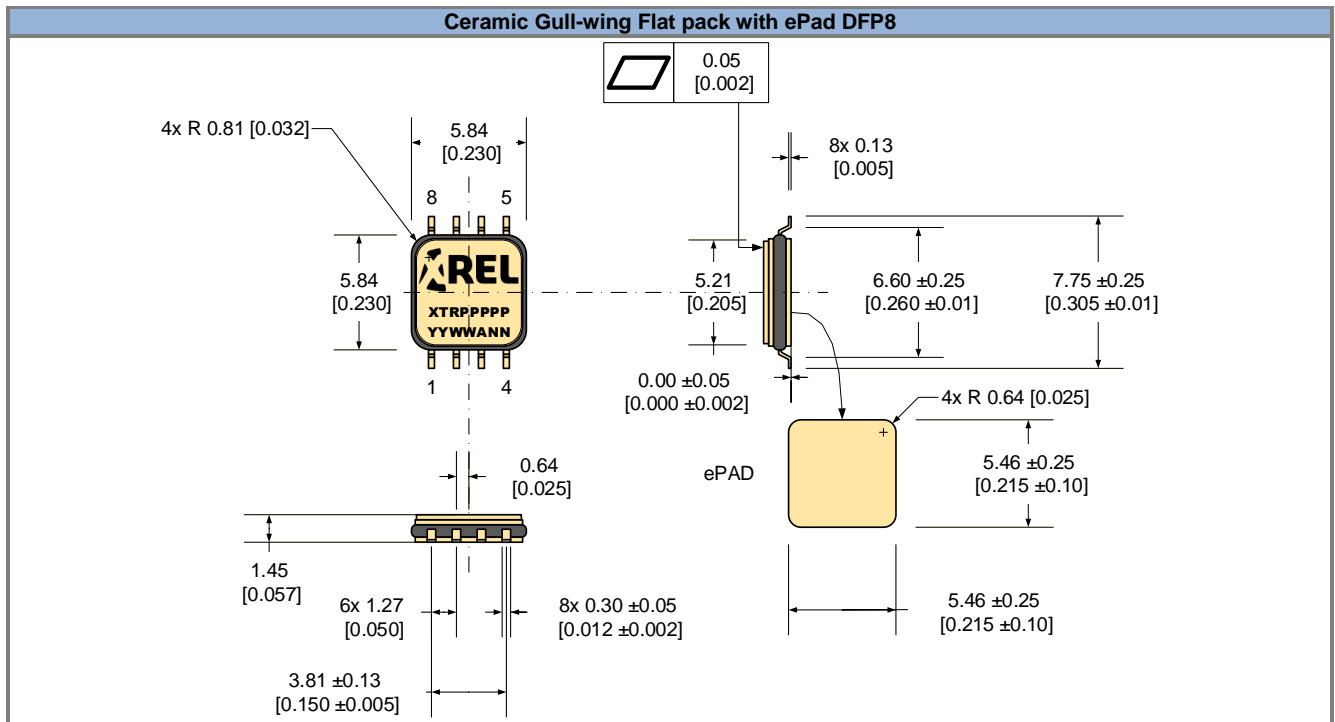 Ceramic Gull-wing Flat pack with ePad DFP8
0.05
[0.002]
4x R 0.81 [0.032]
5.84
[0.230]
8x 0.13
[0.005]
8 5
5.84
[0.230]
XREL
XTRPPPPP
YYWWANN
1 4
5.21
[0.205]
6.60 ±0.25
[0.260 ±0.01]
7.75 ±0.25
[0.305 ±0.01]
0.00 ±0.05
[0.000 ±0.002]
4x R 0.64 [0.025]
ePAD
5.46 ±0.25
[0.215 ±0.10]
0.64
[0.025]
1.45
[0.057]
6x 1.27
[0.050]
8x 0.30 ±0.05
[0.012 ±0.002]
5.46 ±0.25
[0.215 ±0.10]
3.81 ±0.13
[0.150 ±0.005]